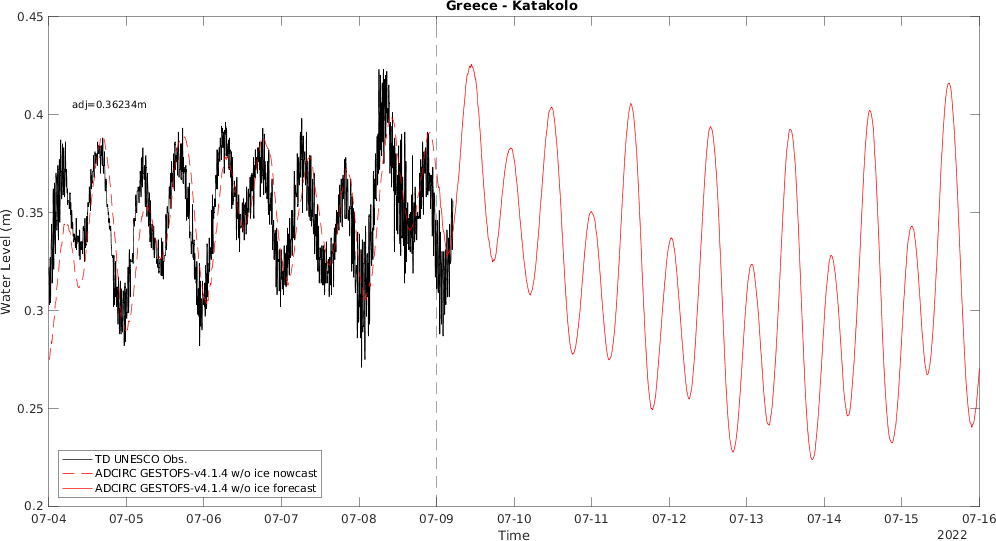 Greece - Katakolo
0.45
0.4
0.35
0.3
0.25
0.2
Water Level (m)
adj=0.36234m
TD UNESCO Obs.
ADCIRC GESTOFS-v4.1.4 w/o ice nowcast
ADCIRC GESTOFS-v4.1.4 w/o ice forecast
07-04 07-05 07-06 07-07 07-08 07-09 07-10 07-11 07-12 07-13 07-14 07-15 07-16
Time
2022